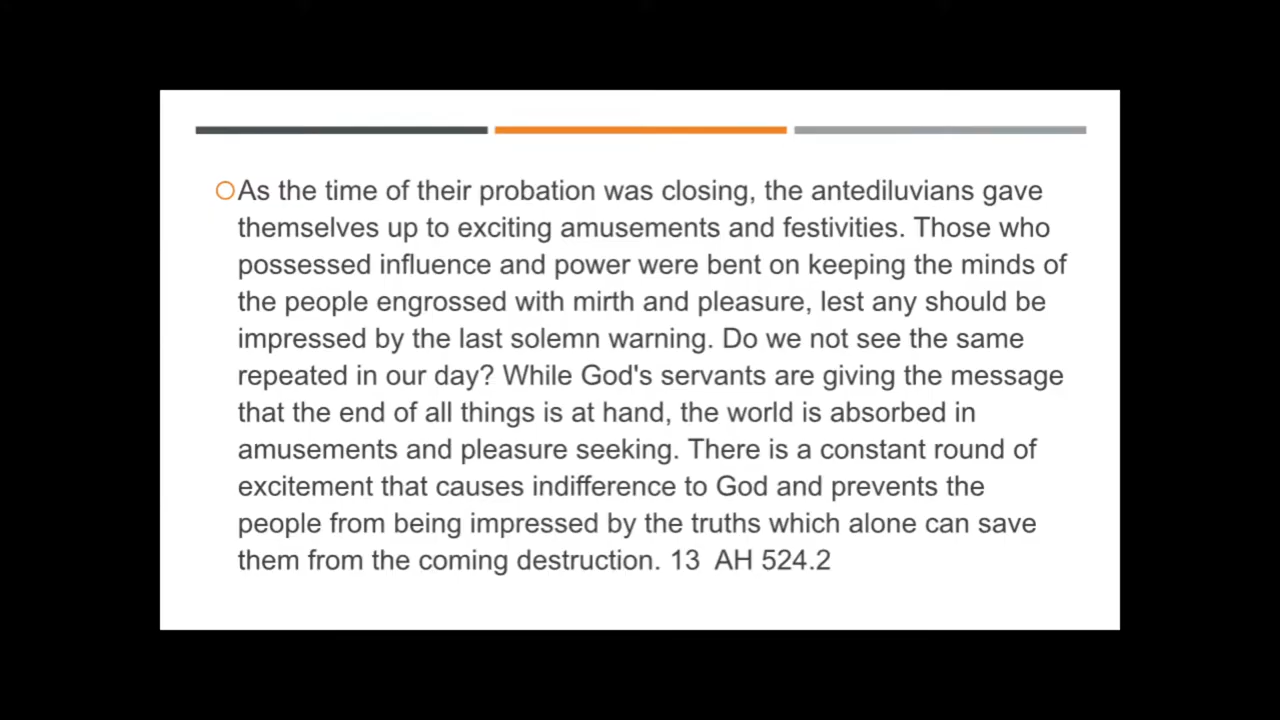 As the time of their probation was closing, the antediluvians gave
themselves up to exciting amusements and festivities. Those who
possessed influence and power were bent on keeping the minds of
the people engrossed with mirth and pleasure, lest any should be
impressed by the last solemn warning. Do we not see the same
repeated in our day? While God's servants are giving the message
that the end of all things is at hand, the world is absorbed in
amusements and pleasure seeking. There is a constant round of
excitement that causes indifference to God and prevents the
people from being impressed by the truths which alone can save
them from the coming destruction. 13  AH 524.2